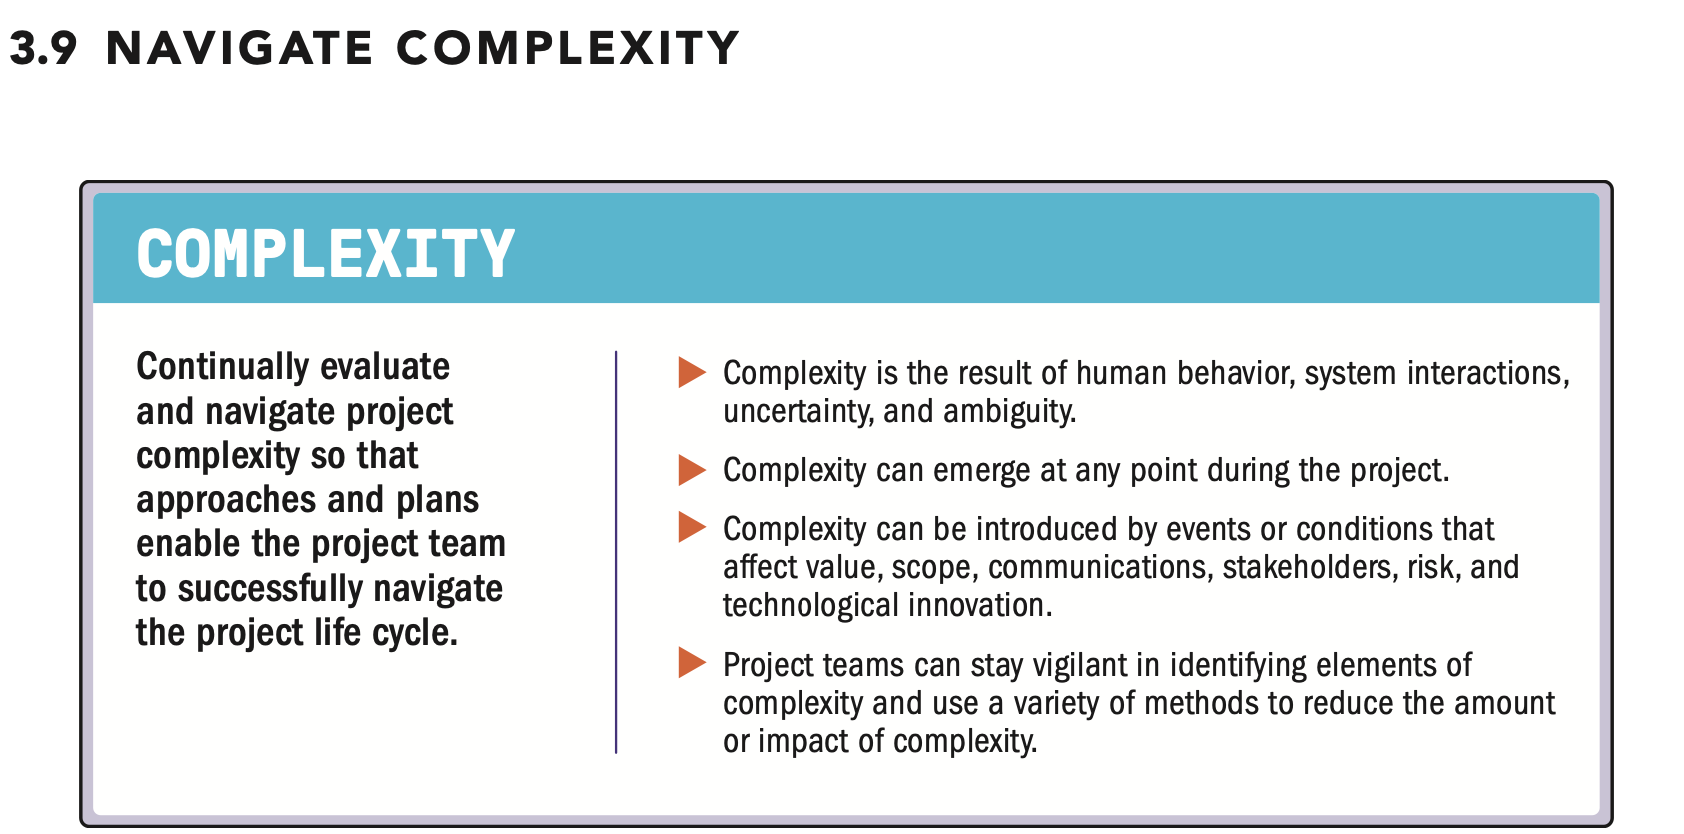 3.9 NAVIGATE COMPLEXITY
COMPLEXITY
Continually evaluate
and navigate project
complexity so that
approaches and plans
enable the project team
to successfully navigate
the project life cycle.
Complexity is the result of human behavior, system interactions,
uncertainty, and ambiguity.
Complexity can emerge at any point during the project.
Complexity can be introduced by events or conditions that
affect value, scope, communications, stakeholders, risk, and
technological innovation.
Project teams can stay vigilant in identifying elements of
complexity and use a variety of methods to reduce the amount
or impact of complexity.